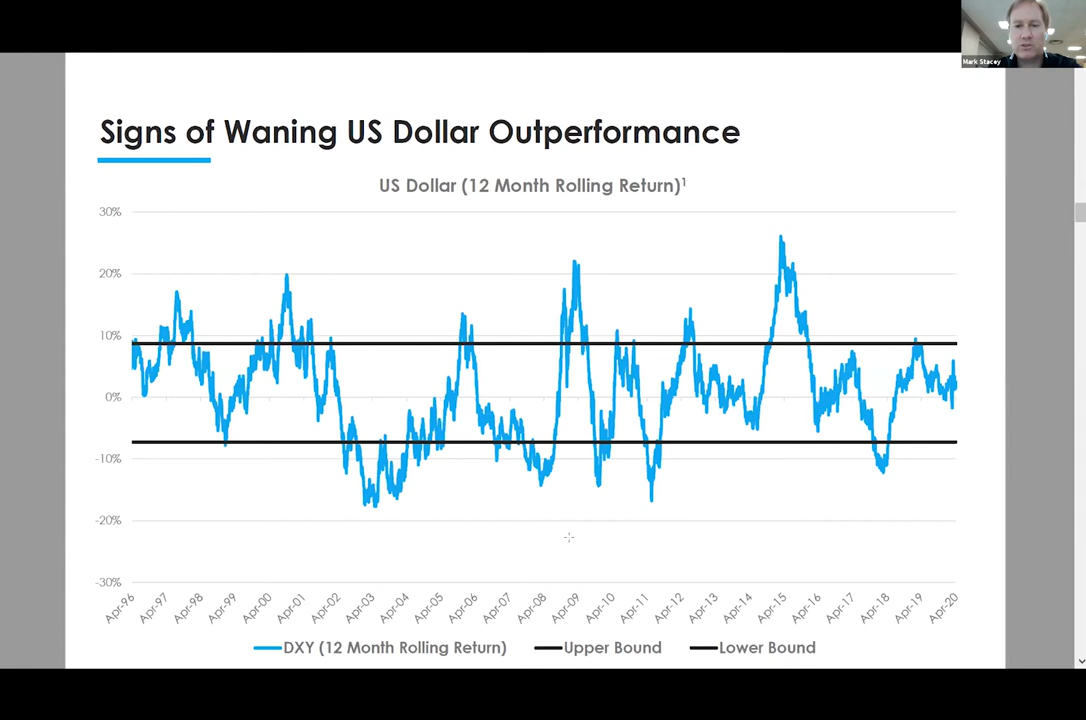 Mark Stacey
Signs of Waning US Dollar Outperformance
US Dollar (12 Month Rolling Return)¹
30%
20%
10%
0%
-10%
-20%
-30%
Apr-96 Apr-97 Apr-98 Apr-99 Apr-00 Apr-01 Apr-02 Apr-03 Apr-04 Apr-05 Apr-06 Apr-07 Apr-08 Apr-09 Apr-10 Apr-11 Apr-12 Apr-13 Apr-14 Apr-15 Apr-16 Apr-17 Apr-18 Apr-19 Apr-20
DXY (12 Month Rolling Return) Upper Bound Lower Bound